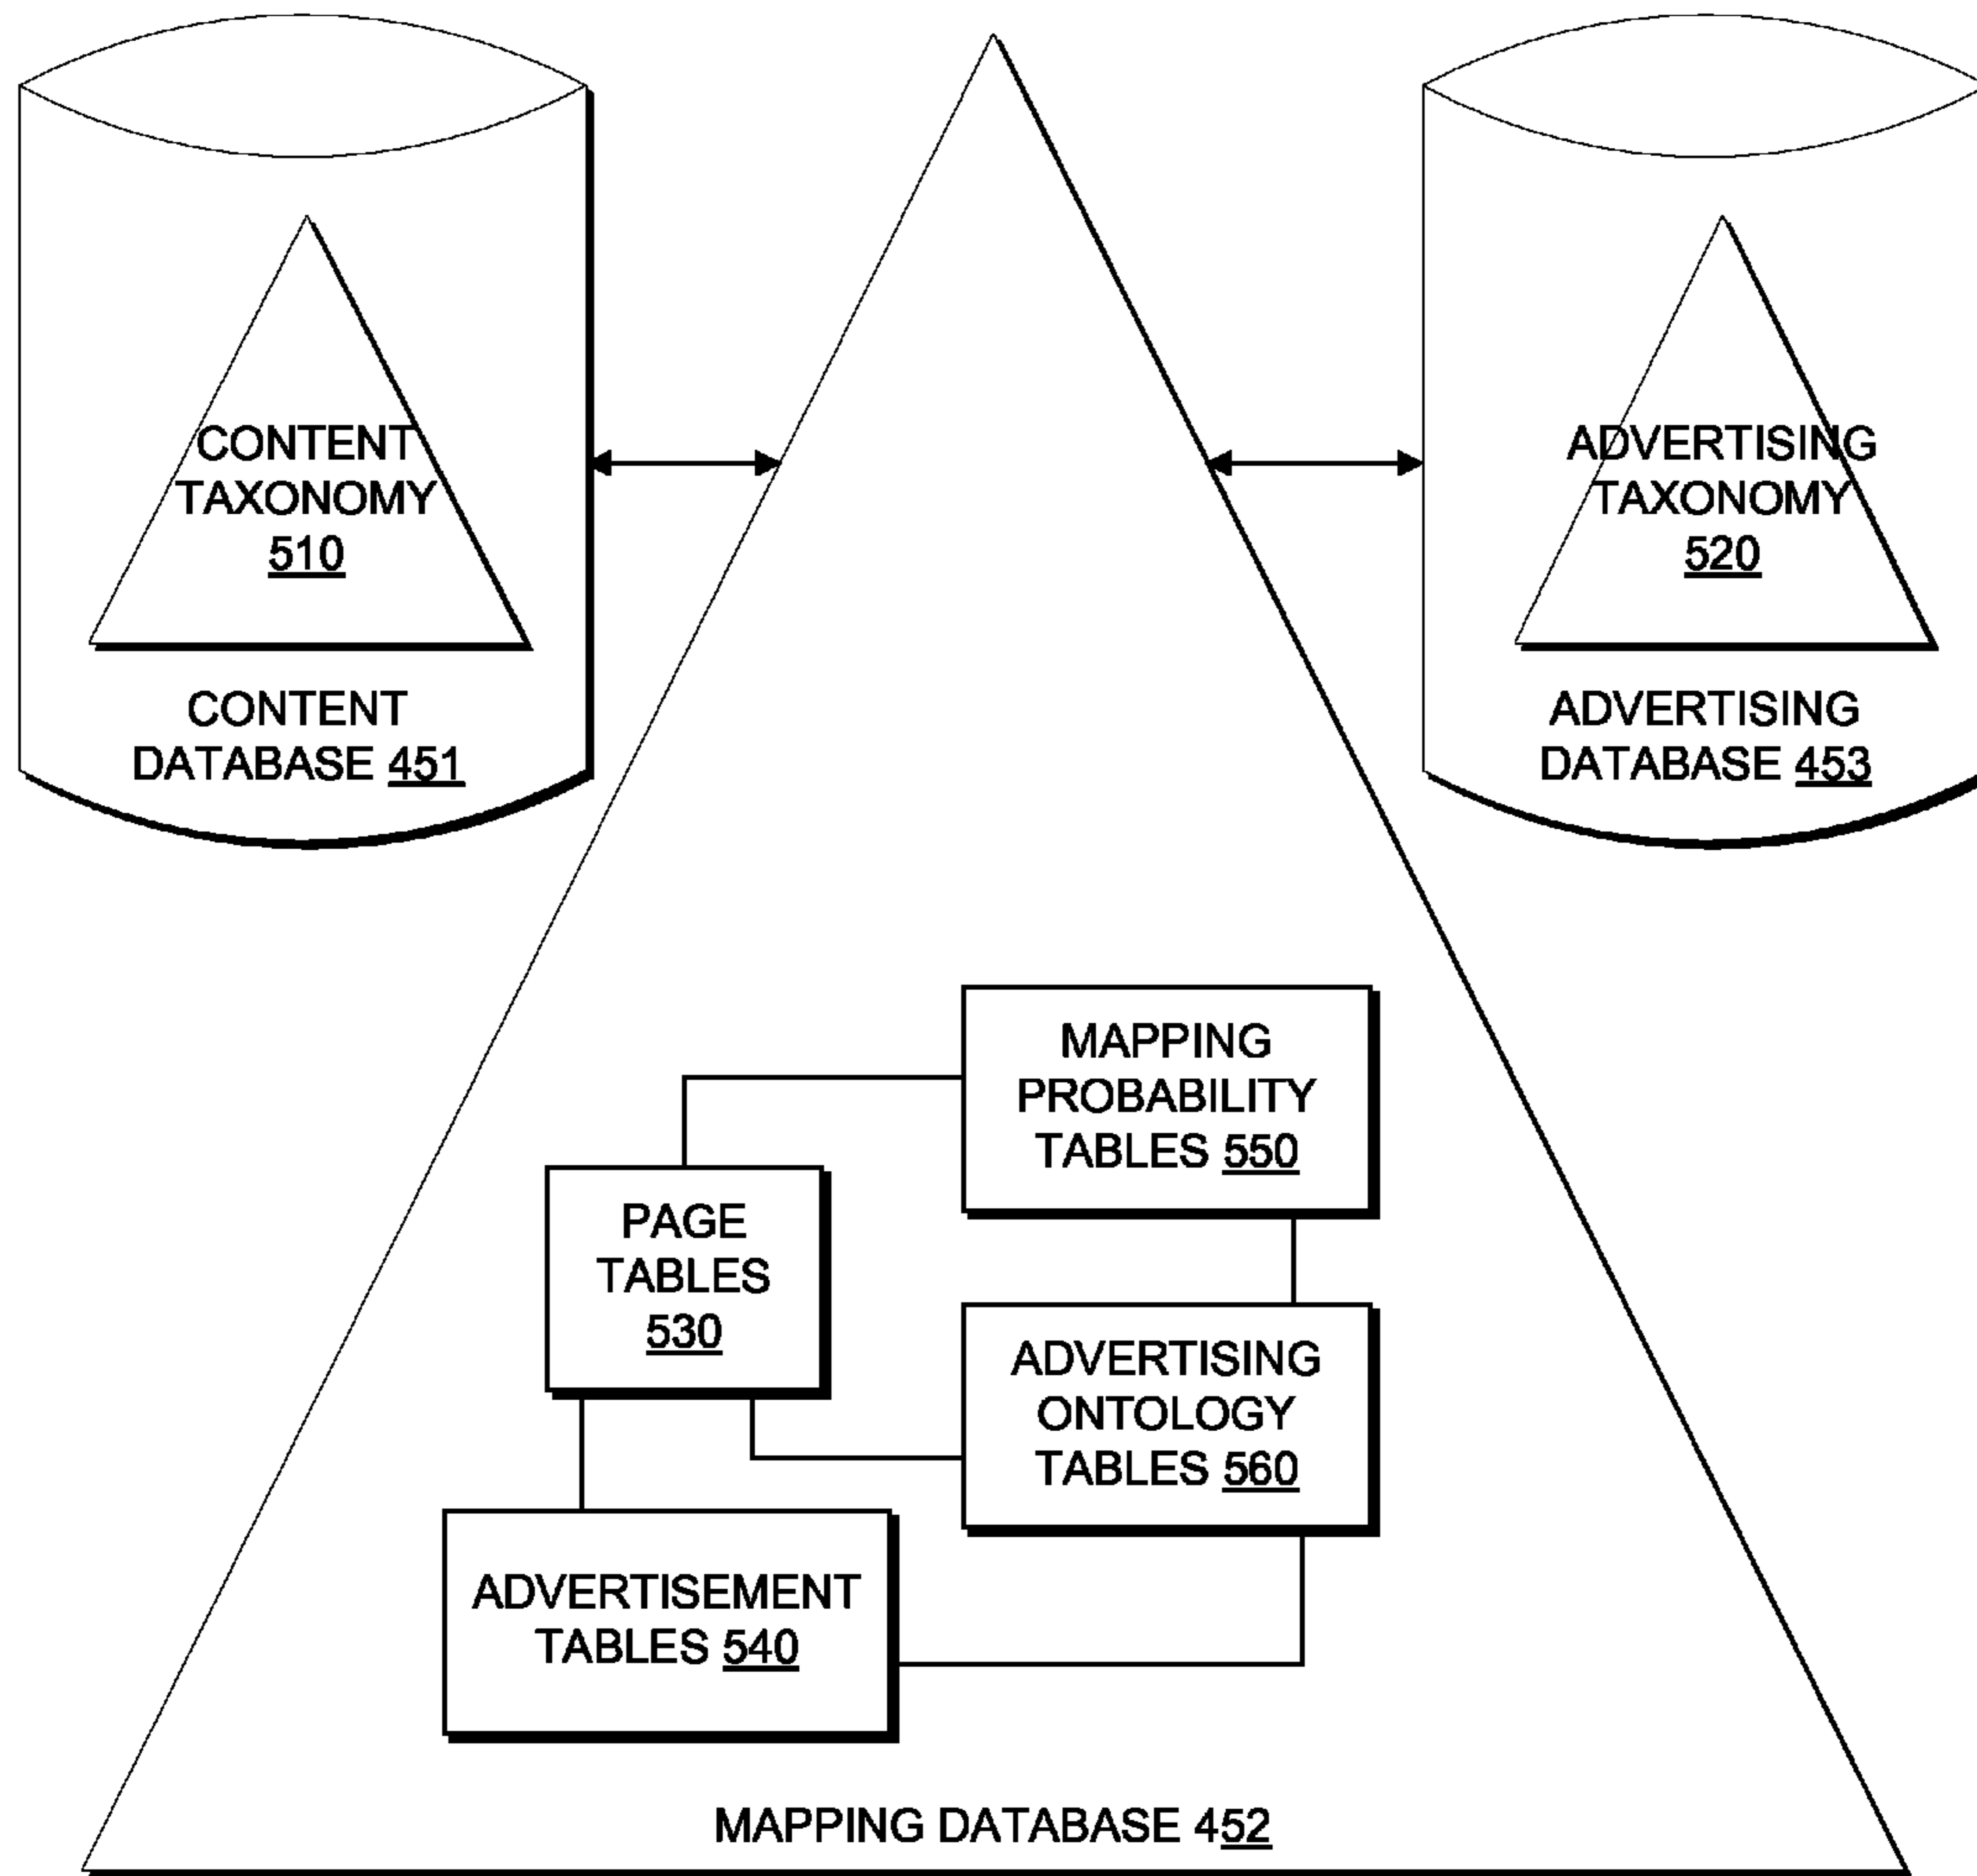 CONTENT
TAXONOMY
510
CONTENT
DATABASE 451
ADVERTISING
TAXONOMY
520
ADVERTISING
DATABASE 453
MAPPING
PROBABILITY
TABLES 550
PAGE
TABLES
530
ADVERTISING
ONTOLOGY
TABLES 560
ADVERTISEMENT
TABLES 540
MAPPING DATABASE 452